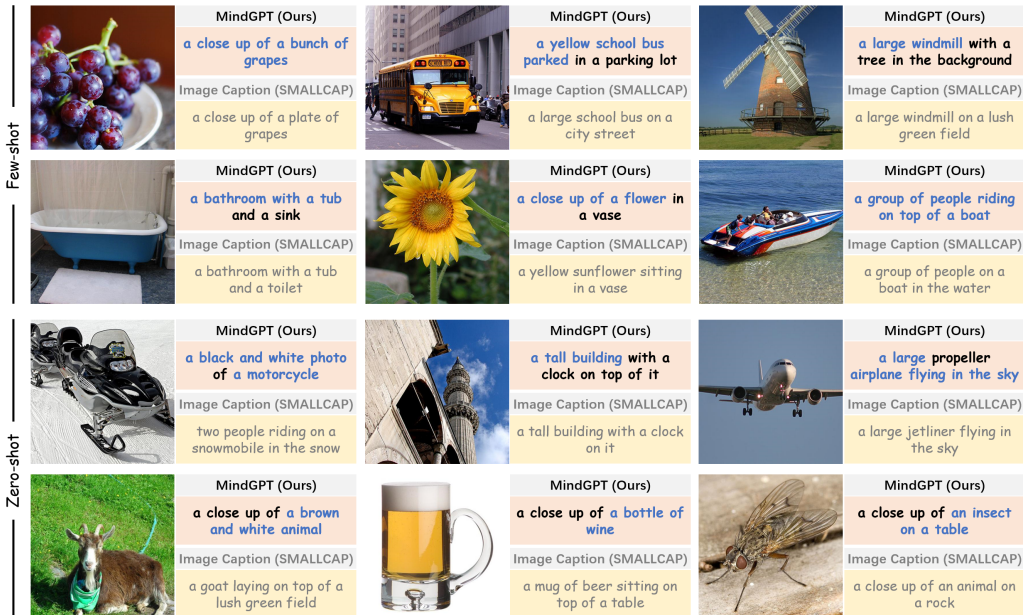 Few-shot
MindGPT (Ours)
a close up of a bunch of
grapes
Image Caption (SMALLCAP)
a close up of a plate of
grapes
MindGPT (Ours)
a yellow school bus
parked in a parking lot
Image Caption (SMALLCAP)
a large school bus on a
city street
MindGPT (Ours)
a large windmill with a
tree in the background
Image Caption (SMALLCAP)
a large windmill on a lush
green field
MindGPT (Ours)
a bathroom with a tub
and a sink
Image Caption (SMALLCAP)
a bathroom with a tub
and a toilet
MindGPT (Ours)
a close up of a flower in
a vase
Image Caption (SMALLCAP)
a yellow sunflower sitting
in a vase
MindGPT (Ours)
a group of people riding
on top of a boat
Image Caption (SMALLCAP)
a group of people on a
boat in the water
Zero-shot
MindGPT (Ours)
a black and white photo
of a motorcycle
Image Caption (SMALLCAP)
two people riding on a
snowmobile in the snow
MindGPT (Ours)
a tall building with a
clock on top of it
Image Caption (SMALLCAP)
a tall building with a clock
on it
MindGPT (Ours)
a large propeller
airplane flying in the sky
Image Caption (SMALLCAP)
a large jetliner flying in
the sky
MindGPT (Ours)
a close up of a brown
and white animal
Image Caption (SMALLCAP)
a goat laying on top of a
lush green field
MindGPT (Ours)
a close up of a bottle of
wine
Image Caption (SMALLCAP)
a mug of beer sitting on
top of a table
MindGPT (Ours)
a close up of an insect
on a table
Image Caption (SMALLCAP)
a close up of an animal on
a rock